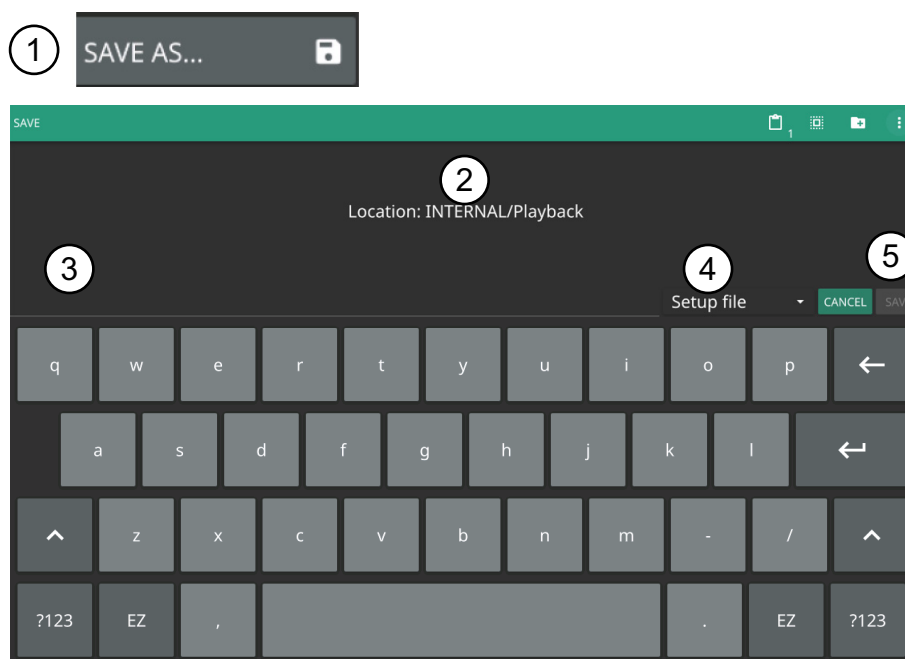 1 SAVE AS...
SAVE 1
2
Location: INTERNAL/Playback
3 4 5
Setup file CANCEL SAV
q w e r t y u i o p
a s d f g h j k l
z x c v b n m - /
?123 EZ , . EZ ?123